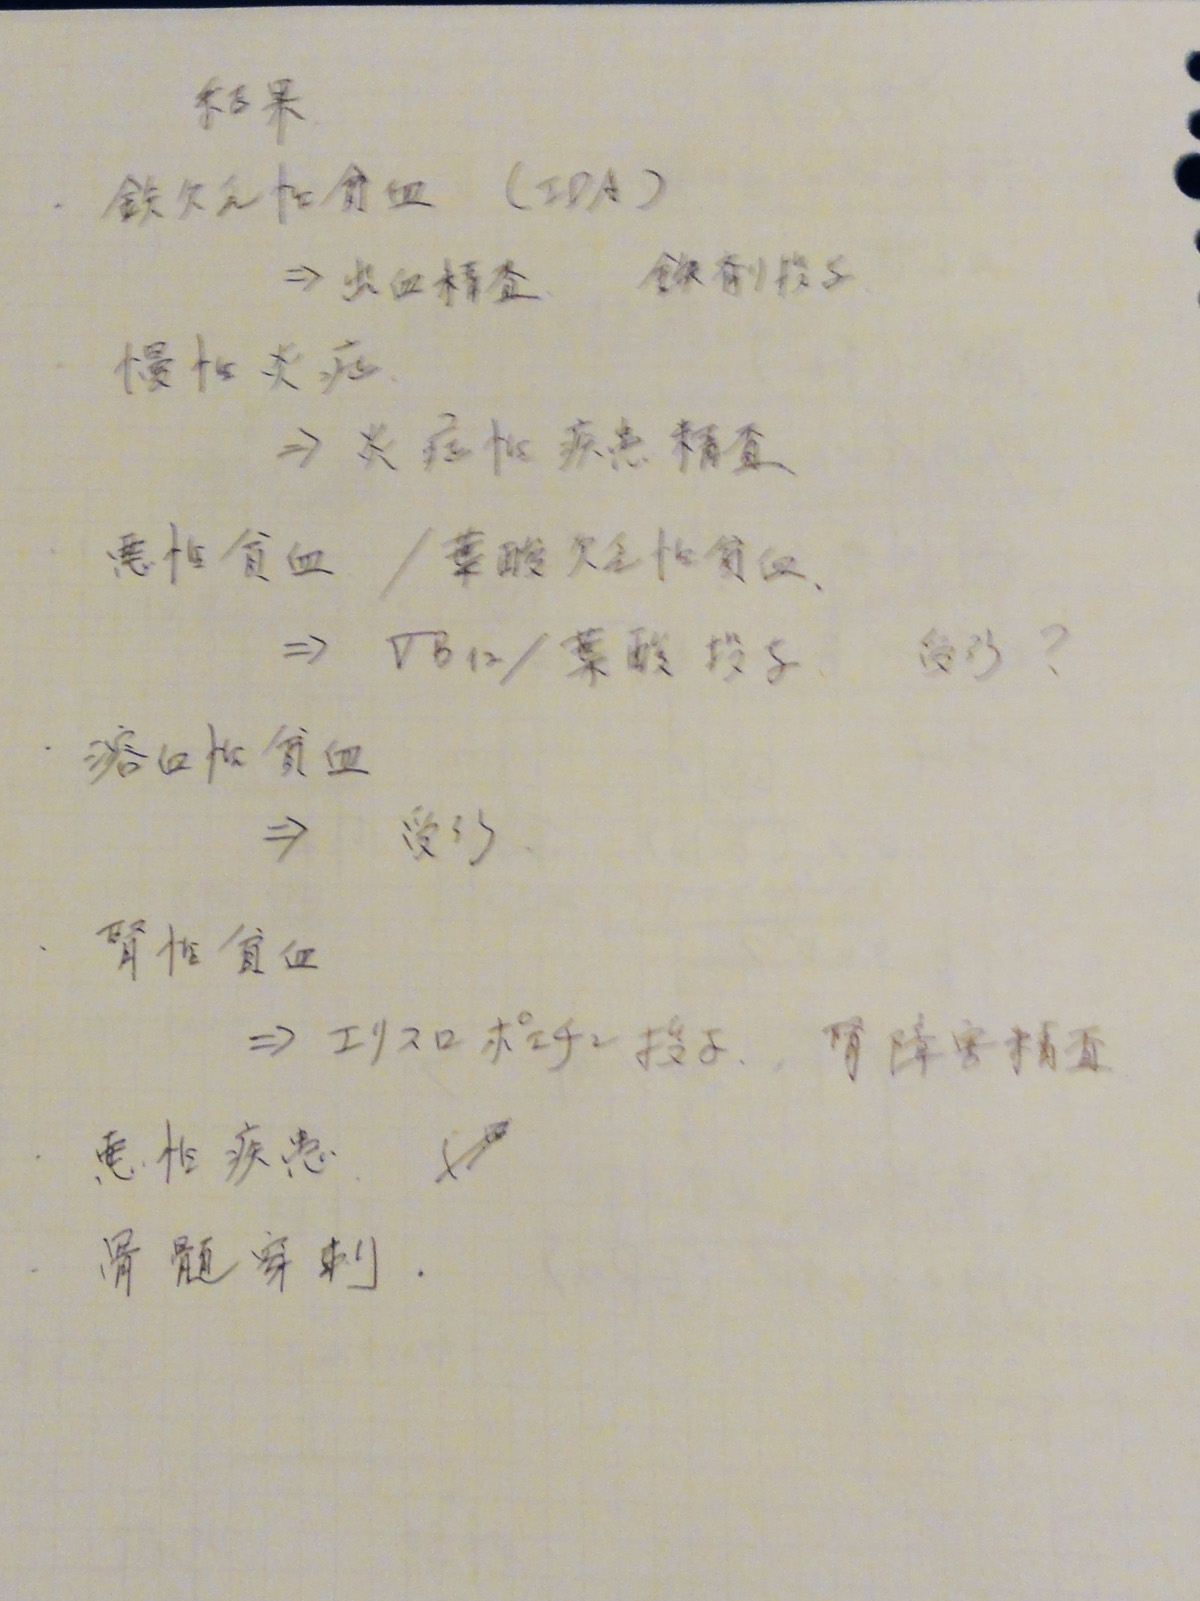 結果
・鉄欠乏性貧血 (IDA)
⇒ 出血精査 鉄剤投与
・慢性炎症
⇒ 炎症性疾患精査
・悪性貧血 / 葉酸欠乏性貧血、
⇒ VB12/葉酸投与 ?
・溶血性貧血
⇒
・腎性貧血
⇒ エリスロポエチン投与. 腎障害精査
・悪性疾患
・骨髄穿刺.